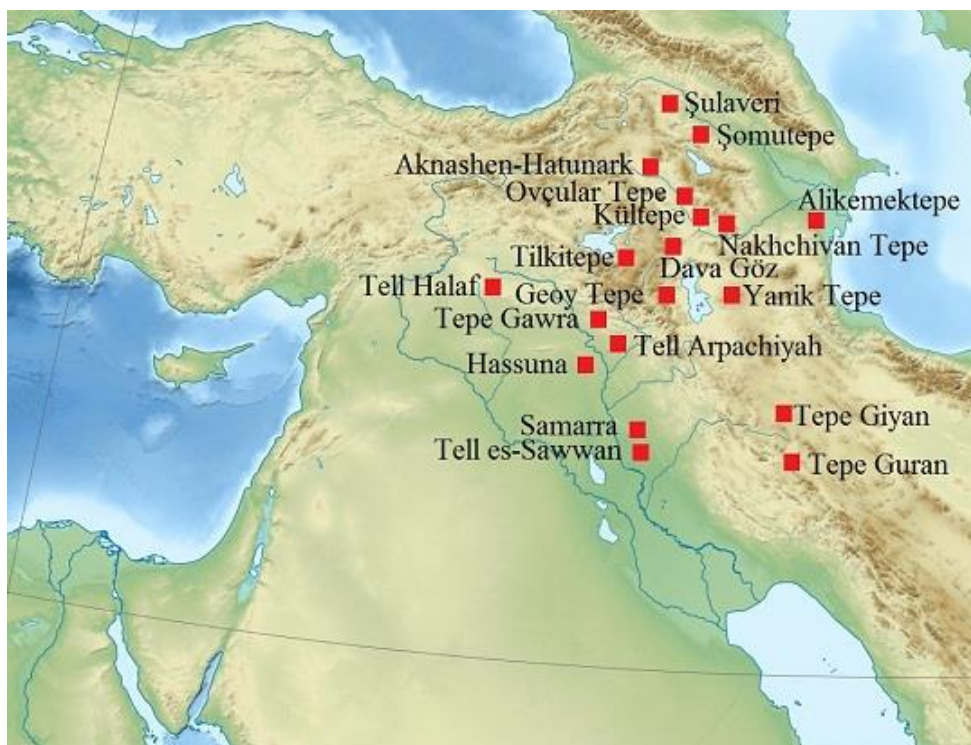 Şulaveri
Şomutepe
Aknashen-Hatunark
Ovçular Tepe
Alikemektepe
Kültepe
Nakhchivan Tepe
Tilkitepe
Dava Göz
Tell Halaf
Geoy Tepe
Yanik Tepe
Tepe Gawra
Tell Arpachiyah
Hassuna
Tepe Giyan
Samarra
Tell es-Sawwan
Tepe Guran